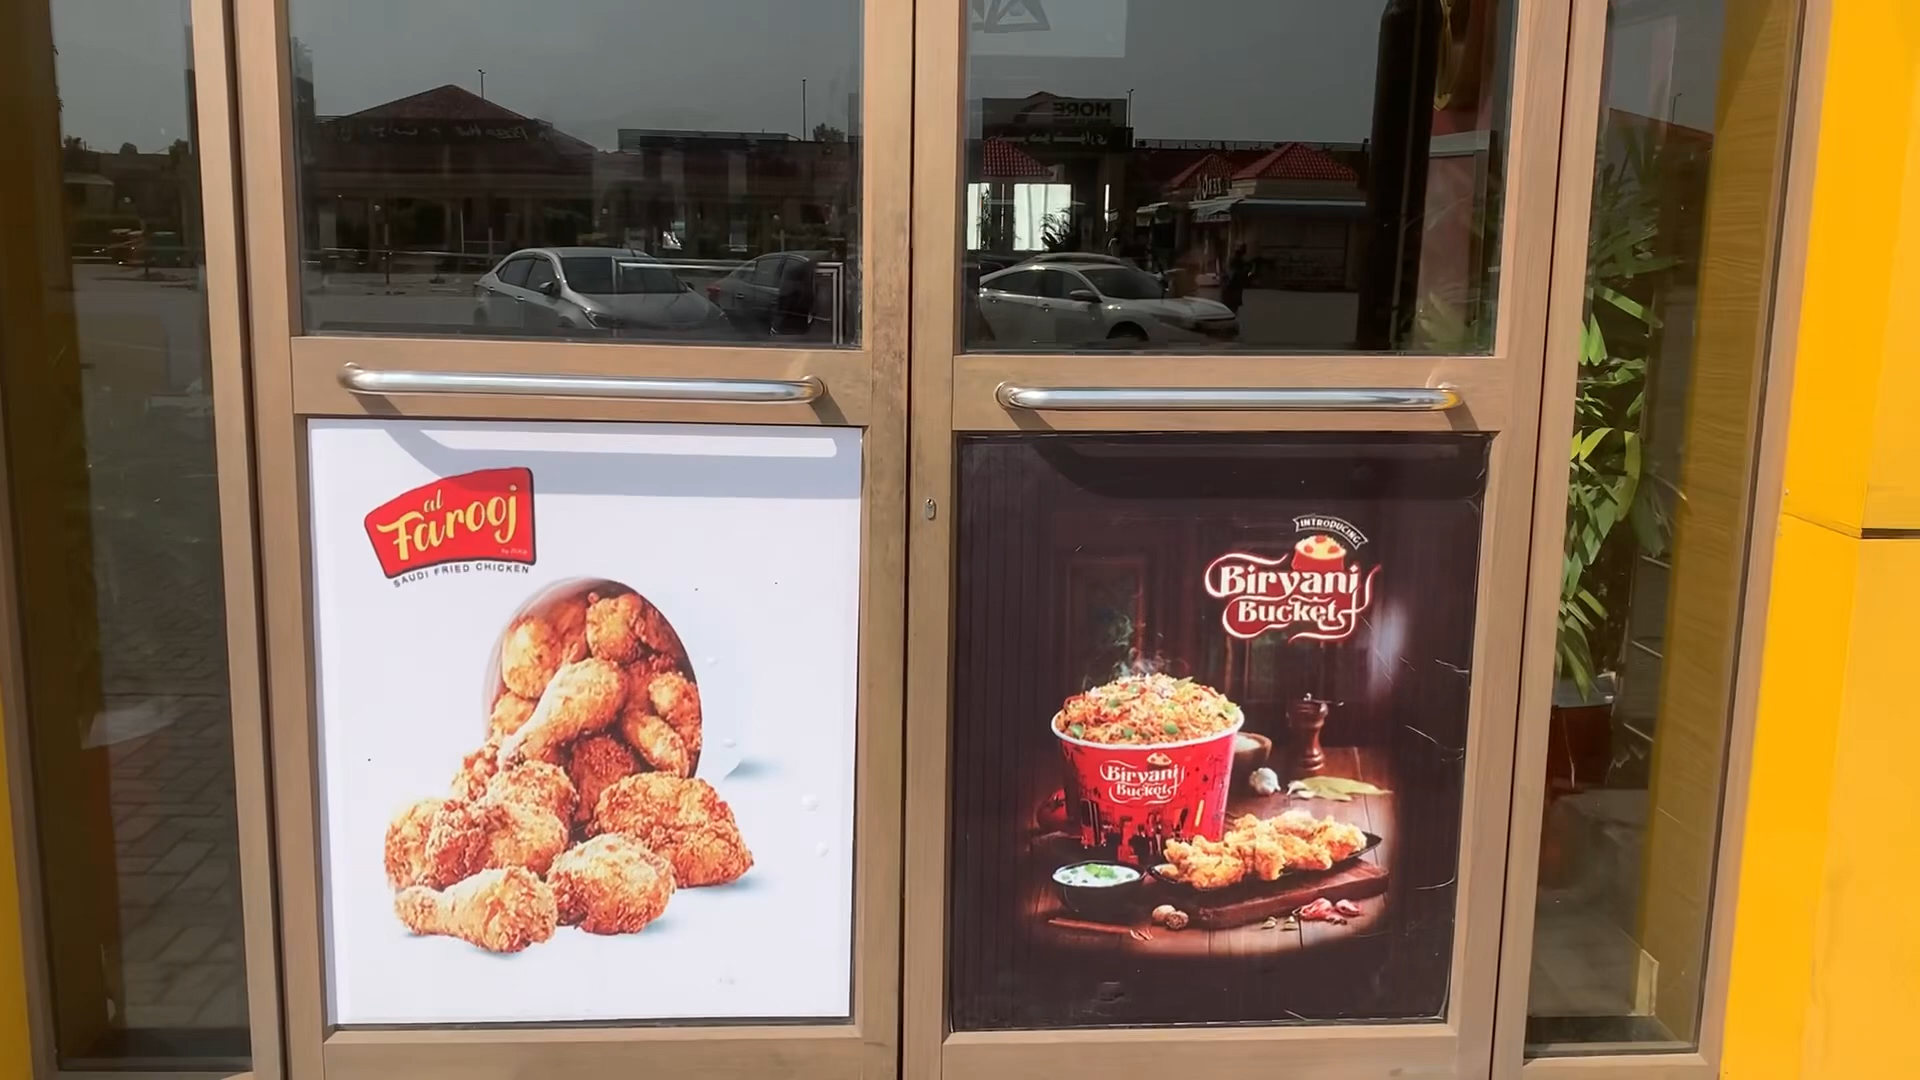 al
Farooj
SAUDI FRIED CHICKEN
INTRODUCING
Biryani
Bucket
Biryani
Bucket
MORE